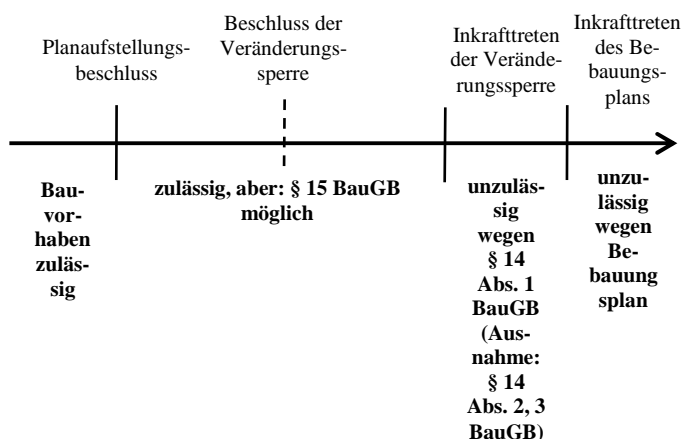 Planaufstellungs-
beschluss
Beschluss der
Veränderungs-
sperre
Inkrafttreten
der Verände-
rungssperre
Inkrafttreten
des Be-
bauungs-
plans
Bau-
vor-
haben
zuläs-
sig
zulässig, aber: § 15 BauGB
möglich
unzuläs-
sig
wegen
§ 14
Abs. 1
BauGB
(Aus-
nahme:
§ 14
Abs. 2, 3
BauGB)
unzu-
lässig
wegen
Be-
bauung
splan